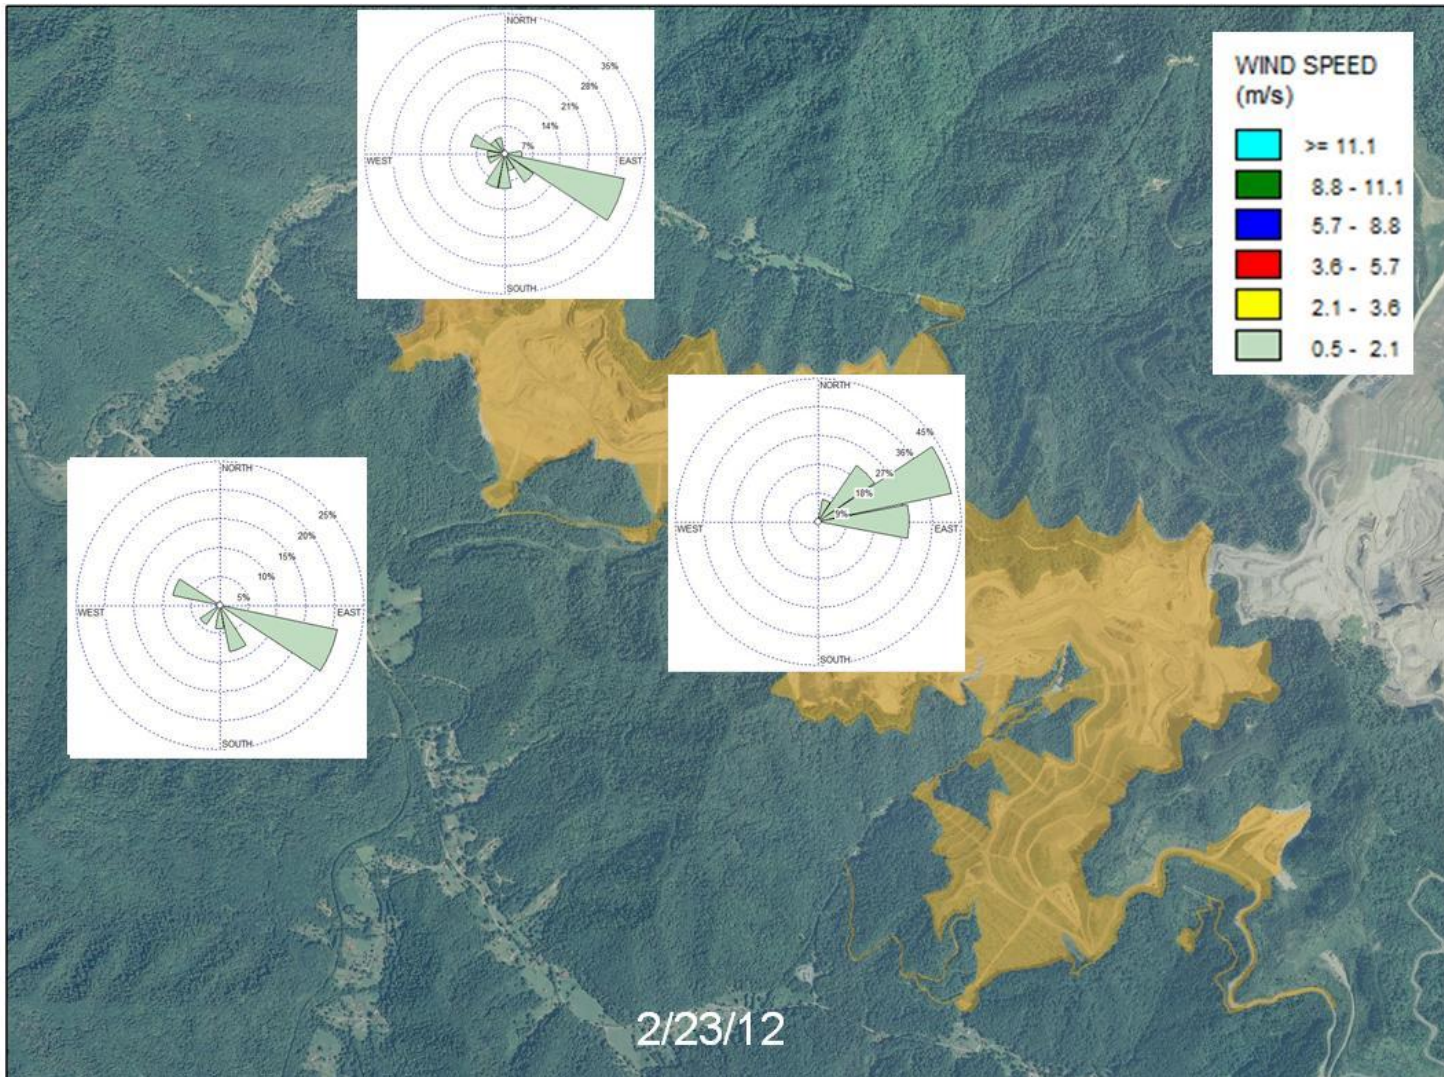 NORTH
35%
28%
21%
14%
7%
WEST
EAST
SOUTH
WIND SPEED
(m/s)
>= 11.1
8.8 - 11.1
5.7 - 8.8
3.6 - 5.7
2.1 - 3.6
0.5 - 2.1
NORTH
45%
36%
27%
18%
9%
WEST
EAST
SOUTH
NORTH
25%
20%
15%
10%
5%
WEST
EAST
SOUTH
2/23/12